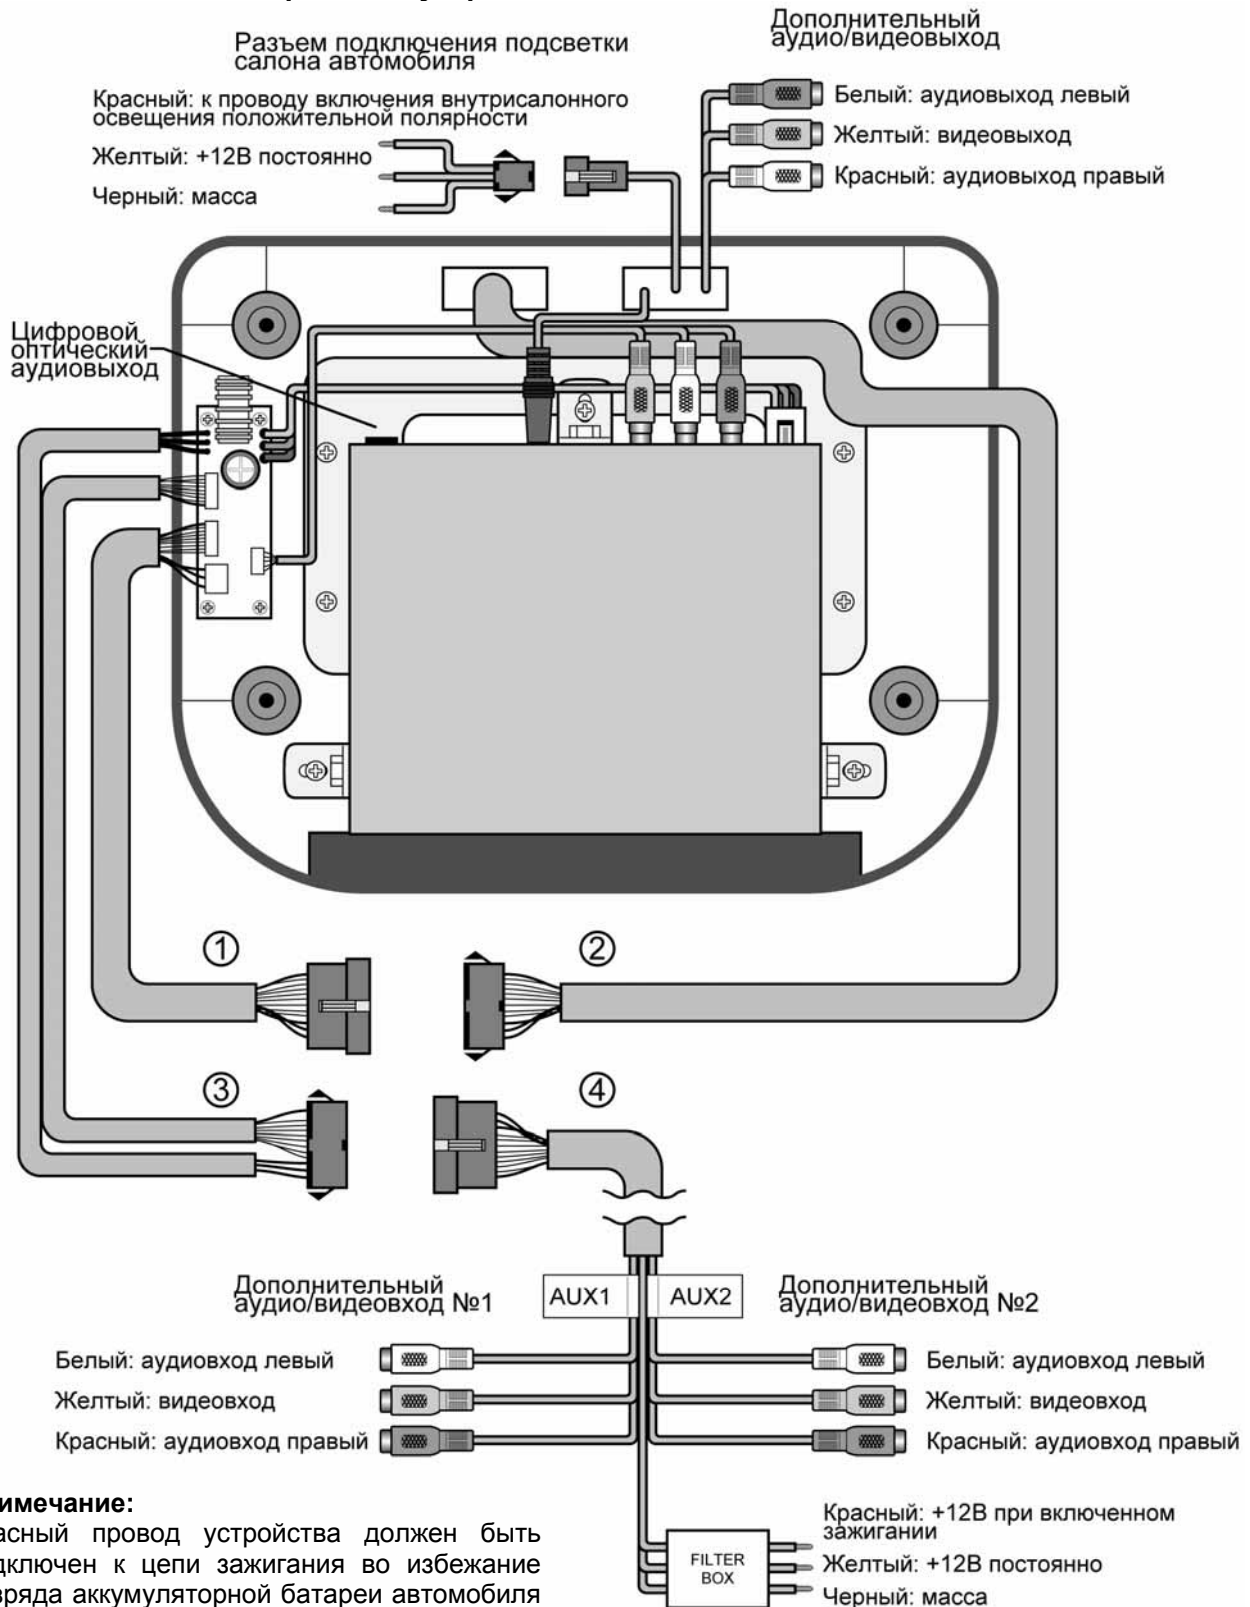 Дополнительный
аудио/видеовыход
Разъем подключения подсветки
салона автомобиля
Красный: к проводу включения внутрисалонного
освещения положительной полярности
Желтый: +12В постоянно
Черный: масса
Белый: аудиовыход левый
Желтый: видеовыход
Красный: аудиовыход правый
Цифровой
оптический
аудиовыход
1
2
3
4
Дополнительный
аудио/видеовход №1
AUX1
AUX2
Дополнительный
аудио/видеовход №2
Белый: аудиовход левый
Желтый: видеовход
Красный: аудиовход правый
Белый: аудиовход левый
Желтый: видеовход
Красный: аудиовход правый
имечание:
асный провод устройства должен быть
дключен к цепи зажигания во избежание
зряда аккумуляторной батареи автомобиля
FILTER
BOX
Красный: +12В при включенном
зажигании
Желтый: +12В постоянно
Черный: масса